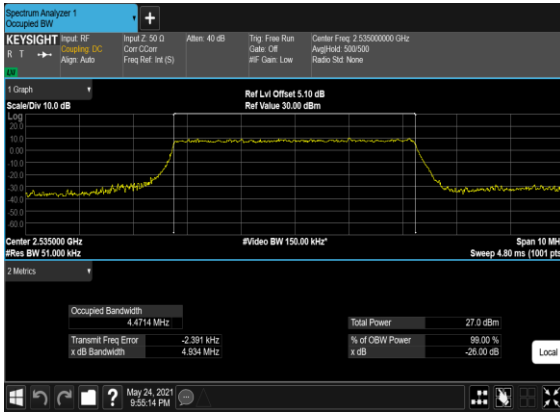 Spectrum Analyzer 1
Occupied BW
+
KEYSIGHT Input: RF Input Z: 50 Ω Atten: 40 dB Trig: Free Run Center Freq: 2.535000000 GHz
R T Coupling: DC Corr CCorr Gate: Off Avg|Hold: 500/500
Align: Auto Freq Ref: Int (S) #IF Gain: Low Radio Std: None
LW
1 Graph
Ref Lvl Offset 5.10 dB
Scale/Div 10.0 dB Ref Value 30.00 dBm
Log
20.0
10.0
0.00
-10.0
-20.0
-30.0
-40.0
-50.0
-60.0
Center 2.535000 GHz #Video BW 150.00 kHz* Span 10 MH
#Res BW 51.000 kHz Sweep 4.80 ms (1001 pts
2 Metrics
Occupied Bandwidth
4.4714 MHz Total Power 27.0 dBm
Transmit Freq Error -2.391 kHz % of OBW Power 99.00 %
x dB Bandwidth 4.934 MHz x dB -26.00 dB
Local
? May 24, 2021
9:55:14 PM